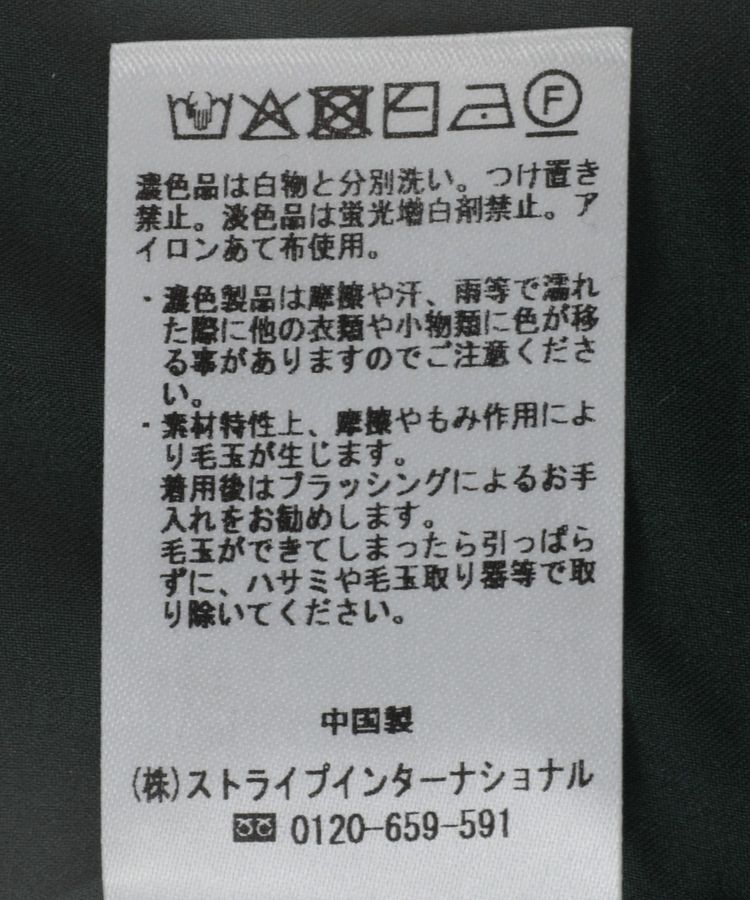 F
濃色品は白物と分別洗い。つけ置き
禁止。淡色品は蛍光増白剤禁止。ア
イロンあて布使用。
・濃色製品は摩擦や汗、雨等で濡れ
た際に他の衣類や小物類に色が移
る事がありますのでご注意くださ
い。
・素材特性上、摩擦やもみ作用によ
り毛玉が生じます。
着用後はブラッシングによるお手
入れをお勧めします。
毛玉ができてしまったら引っぱら
ずに、ハサミや毛玉取り器等で取
り除いてください。
中国製
(株)ストライプインターナショナル
0120-659-591